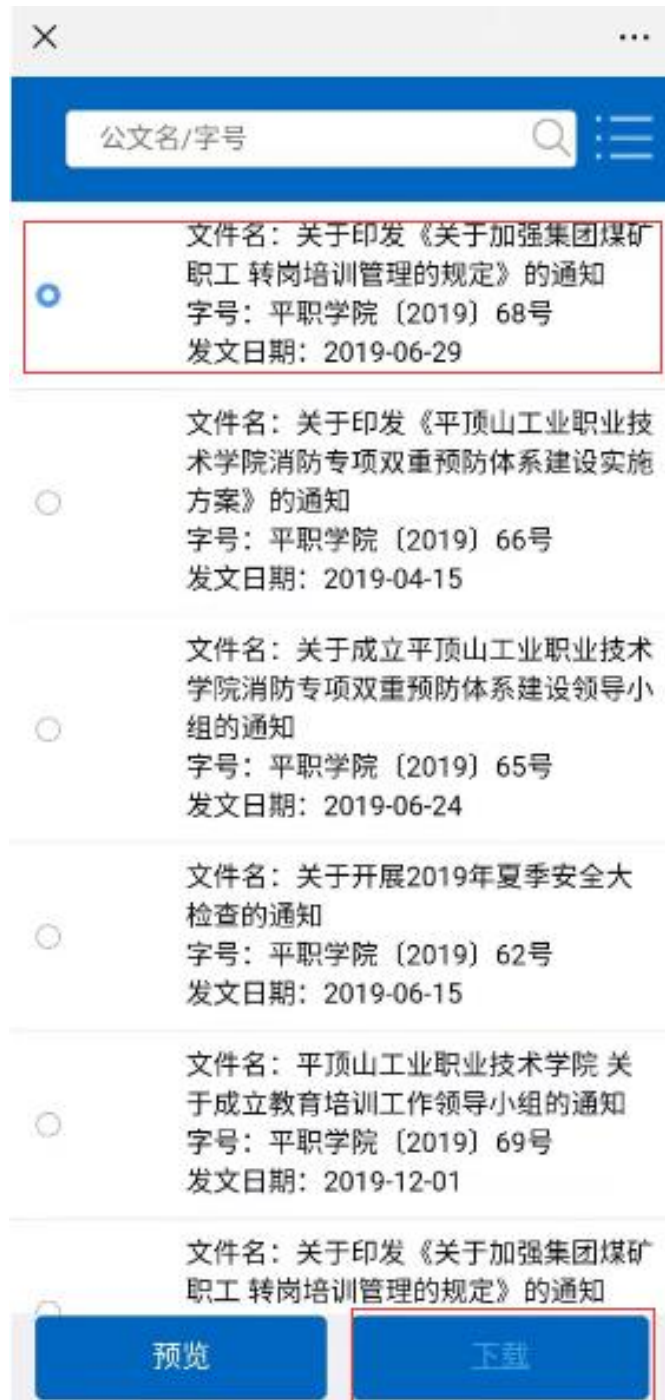 公文名/字号
文件名：关于印发《关于加强集团煤矿
职工 转岗培训管理的规定》的通知
字号：平职学院〔2019〕68号
发文日期：2019-06-29
文件名：关于印发《平顶山工业职业技
术学院消防专项双重预防体系建设实施
方案》的通知
字号：平职学院〔2019〕66号
发文日期：2019-04-15
文件名：关于成立平顶山工业职业技术
学院消防专项双重预防体系建设领导小
组的通知
字号：平职学院〔2019〕65号
发文日期：2019-06-24
文件名：关于开展2019年夏季安全大
检查的通知
字号：平职学院〔2019〕62号
发文日期：2019-06-15
文件名：平顶山工业职业技术学院 关
于成立教育培训工作领导小组的通知
字号：平职学院〔2019〕69号
发文日期：2019-12-01
文件名：关于印发《关于加强集团煤矿
职工 转岗培训管理的规定》的通知
预览
下载